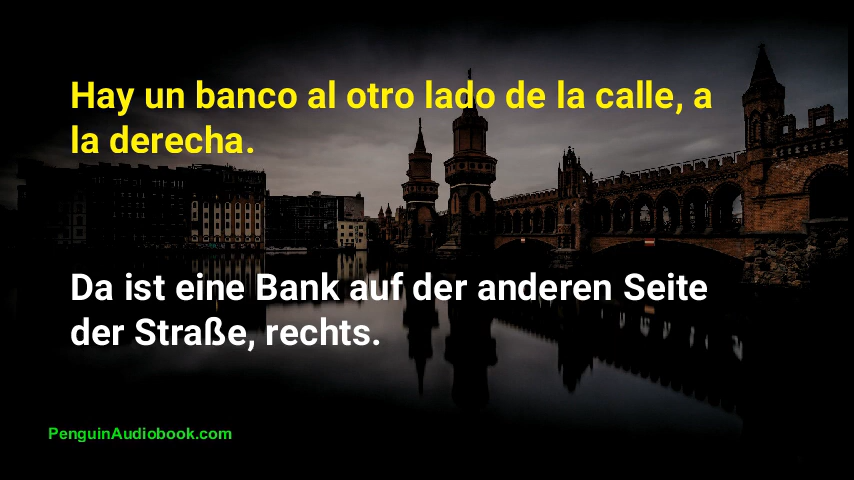 Hay un banco al otro lado de la calle, a
la derecha.
Da ist eine Bank auf der anderen Seite
der Straße, rechts.
PenguinAudiobook.com